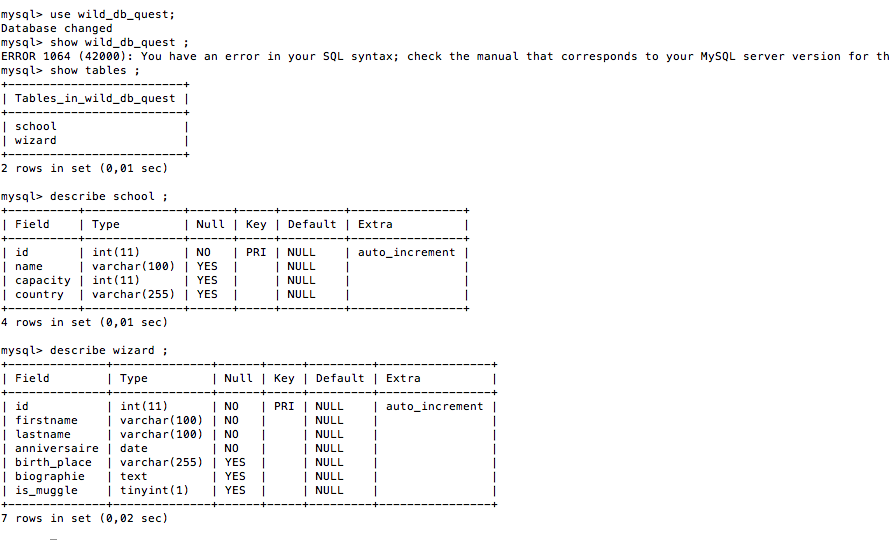 mysql> use wild_db_quest;
Database changed
mysql> show wild_db_quest ;
ERROR 1064 (42000): You have an error in your SQL syntax; check the manual that corresponds to your MySQL server version for th
mysql> show tables ;
+-------------------------+
| Tables_in_wild_db_quest |
+-------------------------+
| school                  |
| wizard                  |
+-------------------------+
2 rows in set (0,01 sec)

mysql> describe school ;
+----------+--------------+------+-----+---------+----------------+
| Field    | Type         | Null | Key | Default | Extra          |
+----------+--------------+------+-----+---------+----------------+
| id       | int(11)      | NO   | PRI | NULL    | auto_increment |
| name     | varchar(100) | YES  |     | NULL    |                |
| capacity | int(11)      | YES  |     | NULL    |                |
| country  | varchar(255) | YES  |     | NULL    |                |
+----------+--------------+------+-----+---------+----------------+
4 rows in set (0,01 sec)

mysql> describe wizard ;
+--------------+--------------+------+-----+---------+----------------+
| Field        | Type         | Null | Key | Default | Extra          |
+--------------+--------------+------+-----+---------+----------------+
| id           | int(11)      | NO   | PRI | NULL    | auto_increment |
| firstname    | varchar(100) | NO   |     | NULL    |                |
| lastname     | varchar(100) | NO   |     | NULL    |                |
| anniversaire | date         | NO   |     | NULL    |                |
| birth_place  | varchar(255) | YES  |     | NULL    |                |
| biographie   | text         | YES  |     | NULL    |                |
| is_muggle    | tinyint(1)   | YES  |     | NULL    |                |
+--------------+--------------+------+-----+---------+----------------+
7 rows in set (0,02 sec)